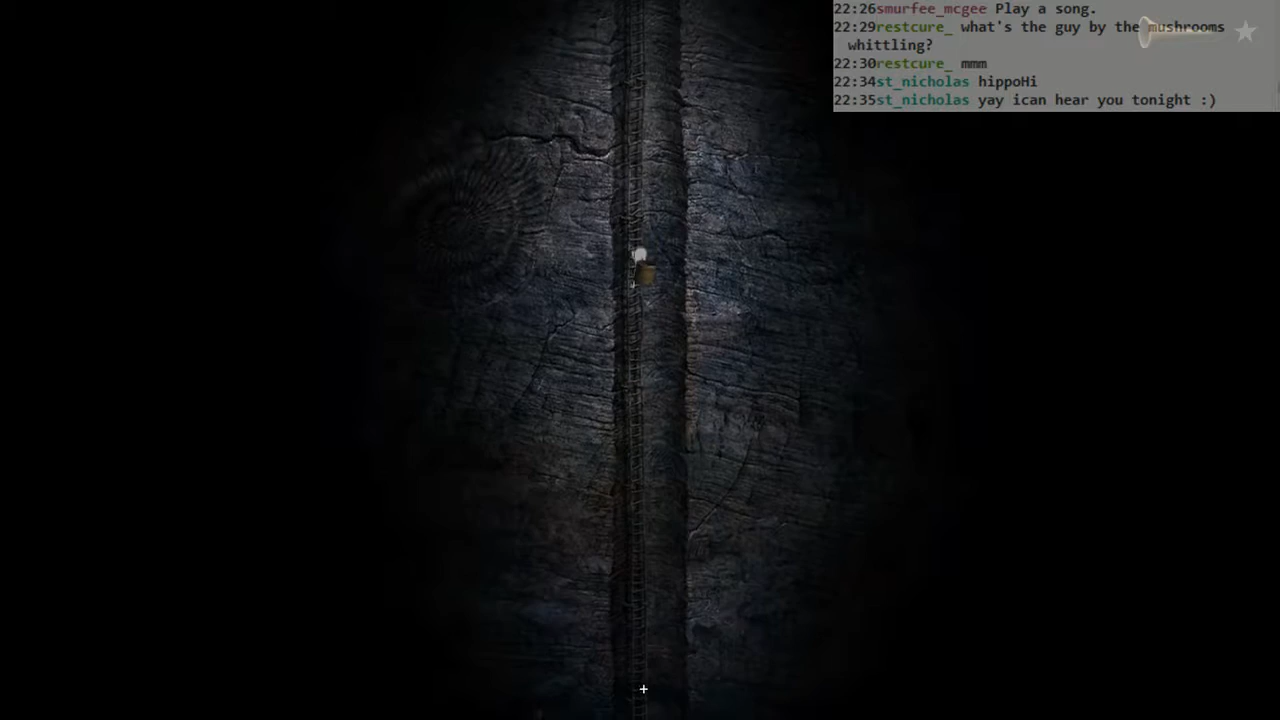 22:26smurfee_mcgee Play a song.
22:29restcure_ what's the guy by the mushrooms
whittling?
22:30restcure_ mmm
22:34st_nicholas hippoHi
22:35st_nicholas yay ican hear you tonight :)